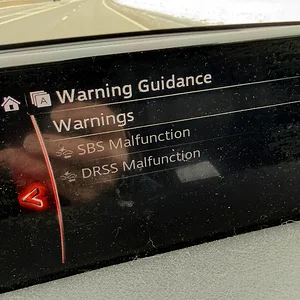 A Warning Guidance
Warnings
SBS Malfunction
DRSS Malfunction